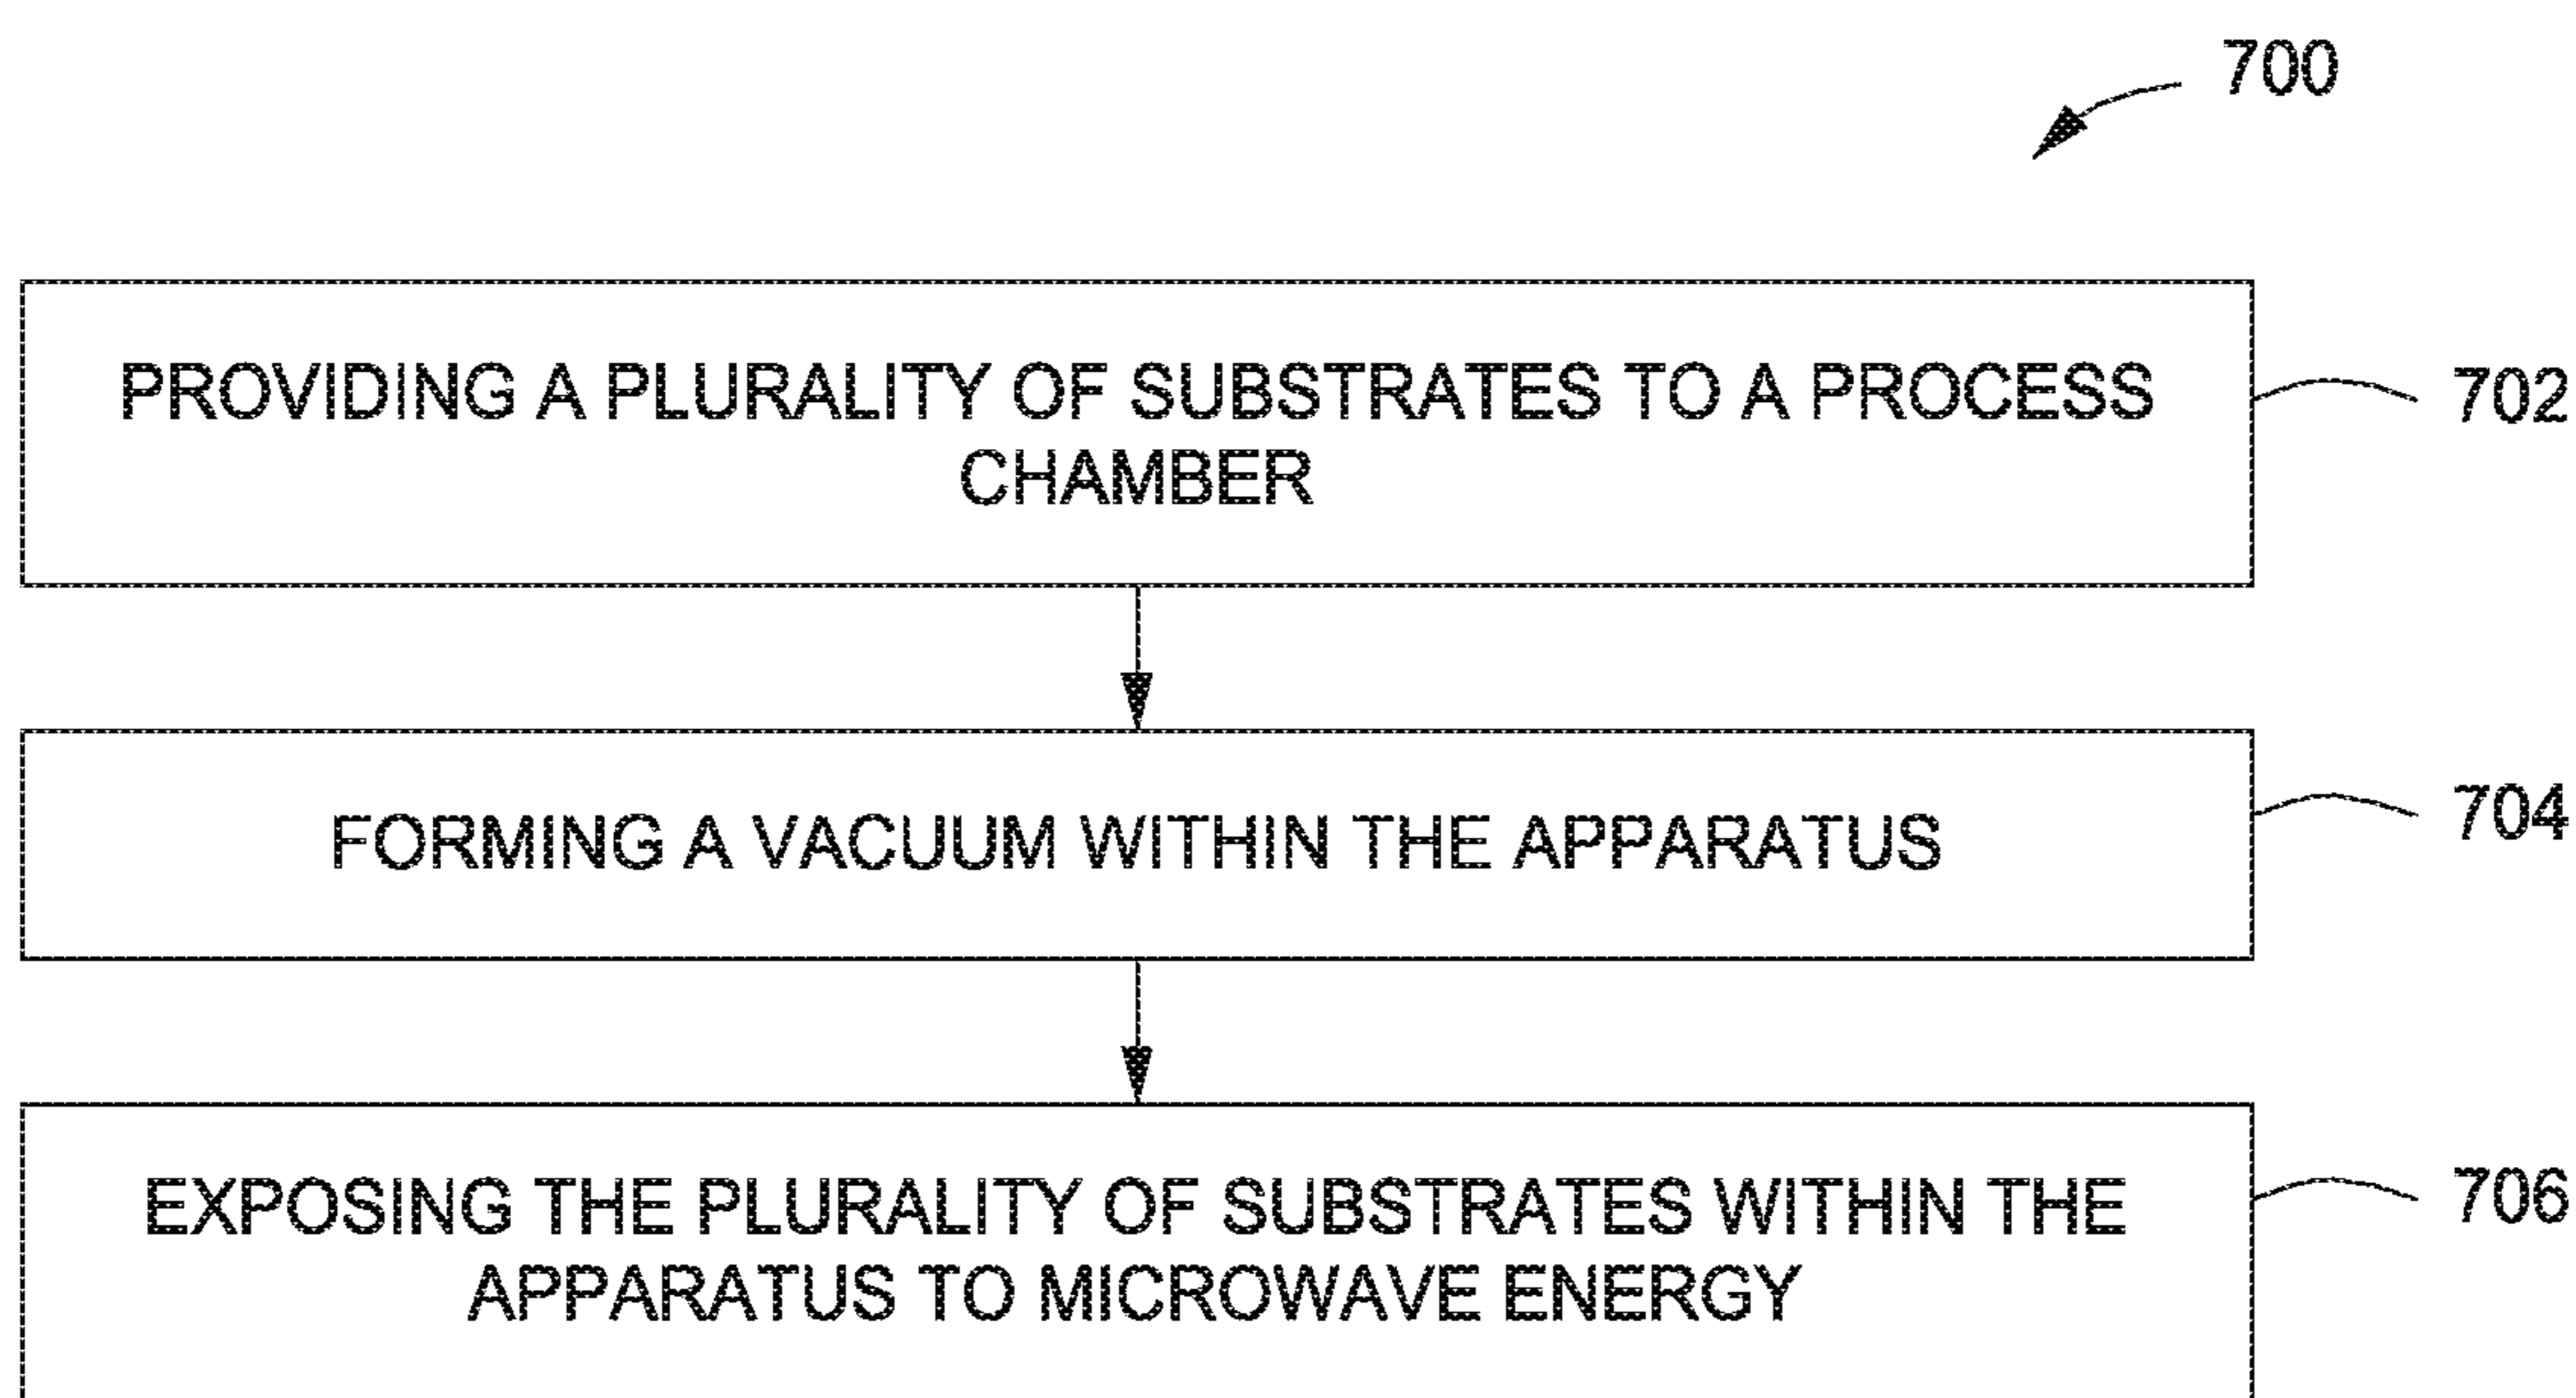 700
PROVIDING A PLURALITY OF SUBSTRATES TO A PROCESS
CHAMBER
702
FORMING A VACUUM WITHIN THE APPARATUS
704
EXPOSING THE PLURALITY OF SUBSTRATES WITHIN THE
APPARATUS TO MICROWAVE ENERGY
706